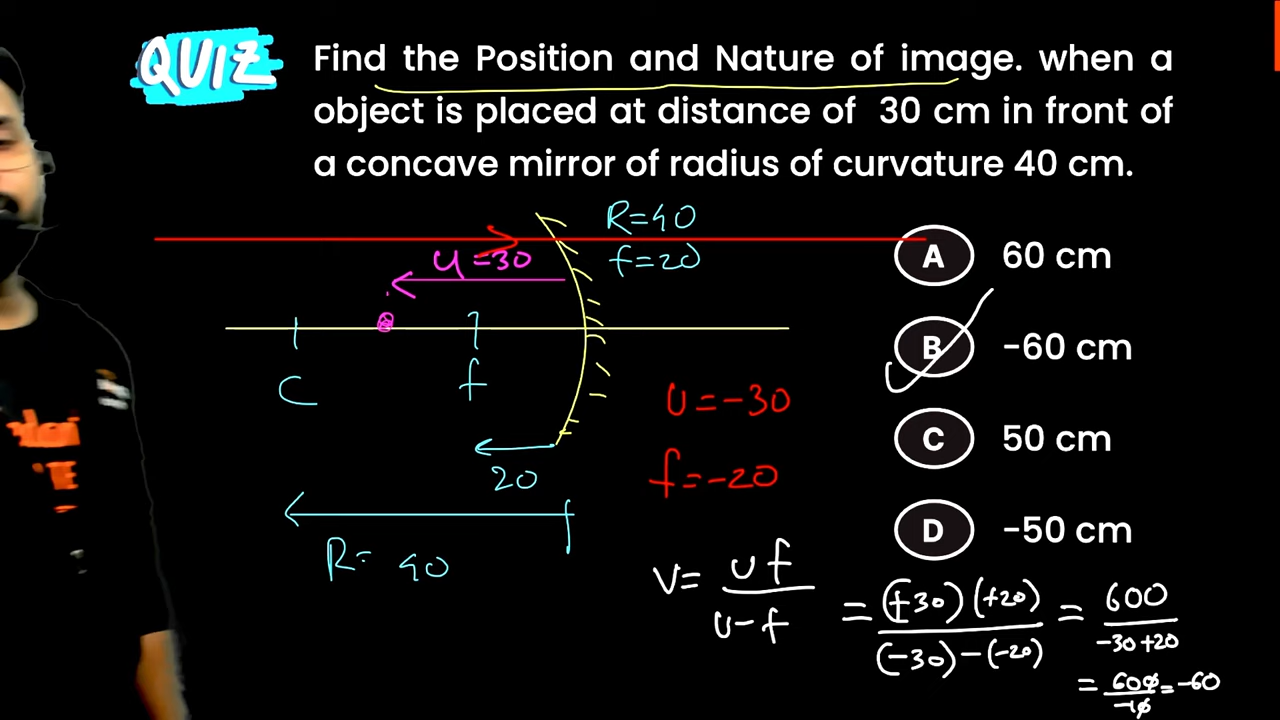 QUIZ
Find the Position and Nature of image. when a
object is placed at distance of 30 cm in front of
a concave mirror of radius of curvature 40 cm.
R=40
f=20
u=30
C
f
20
R= 40
u=-30
f=-20
A 60 cm
B -60 cm
C 50 cm
D -50 cm
V= uf / u-f = (+30)(+20) / (-30)-(-20) = 600 / -30+20
= 600 / -10 = -60